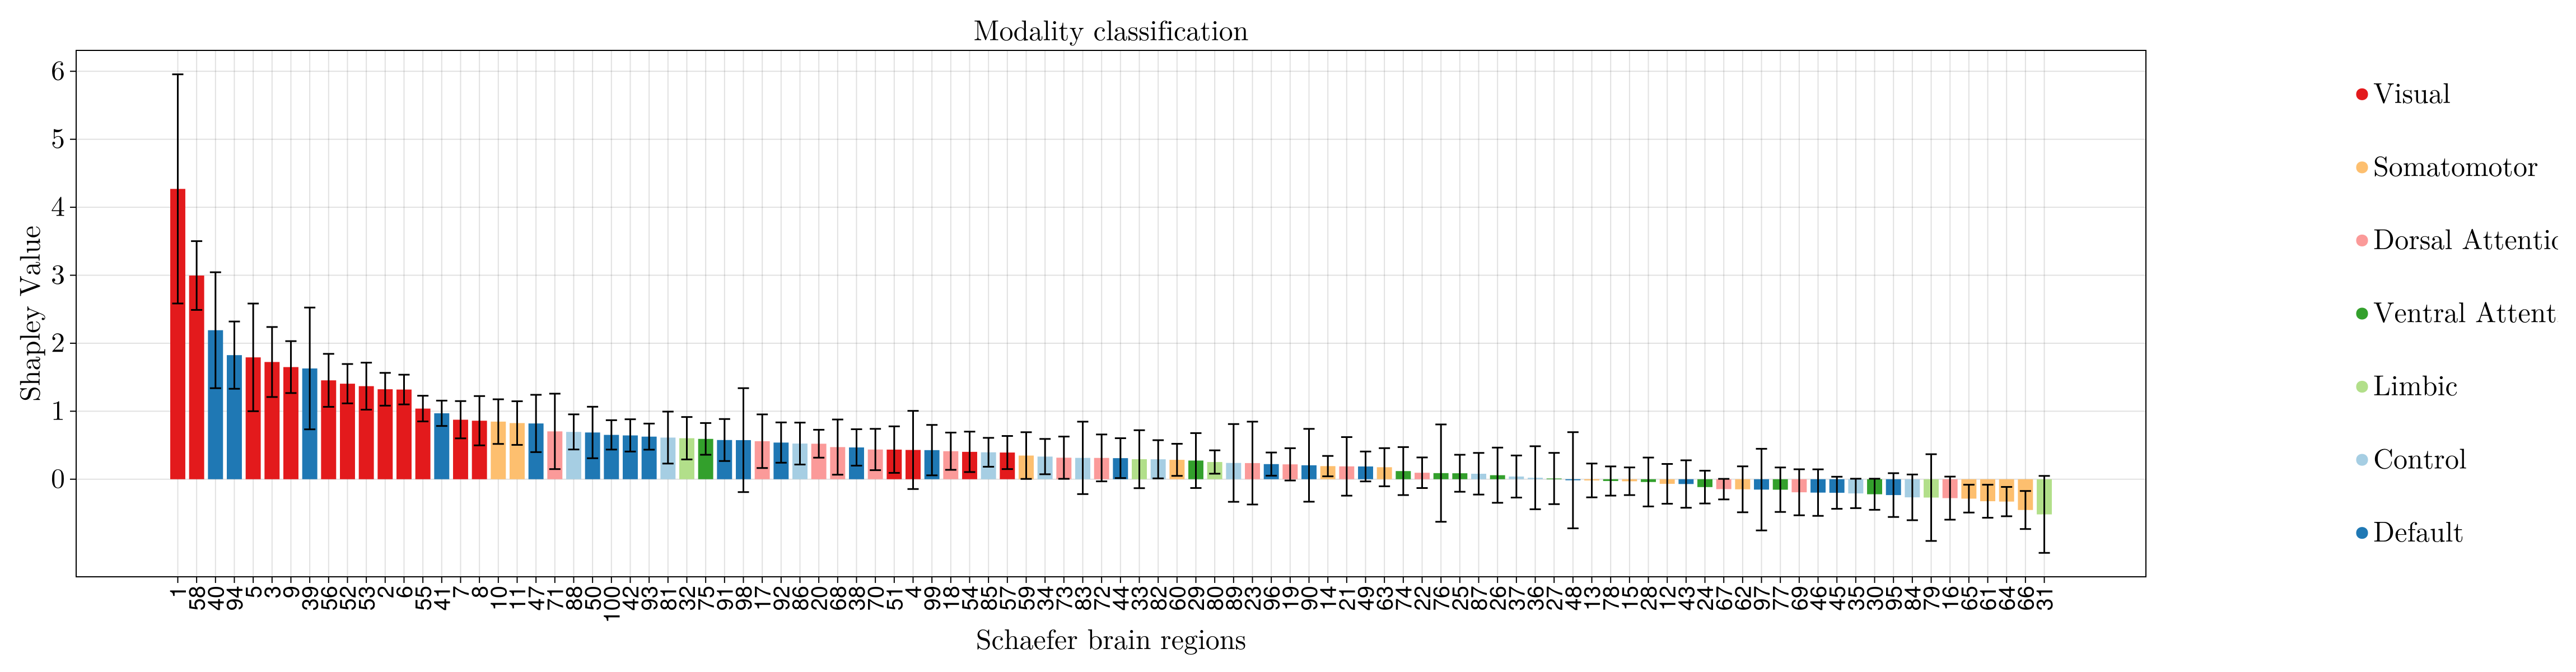 Modality classification
6
5
4
3
2
1
0
Shapley Value
1 58 40 94 5 3 9 39 56 52 53 2 6 55 41 7 8 10 11 47 71 88 50 100 42 93 81 32 75 91 98 17 92 86 20 68 38 70 51 4 99 18 54 85 57 59 34 73 83 72 44 33 82 60 29 80 89 23 96 19 90 14 21 49 63 74 22 76 25 87 26 37 36 27 48 13 78 15 28 12 43 24 67 62 97 77 69 46 45 35 30 95 84 79 16 65 61 64 66 31
Schaefer brain regions
Visual
Somatomotor
Dorsal Attentio
Ventral Attent
Limbic
Control
Default